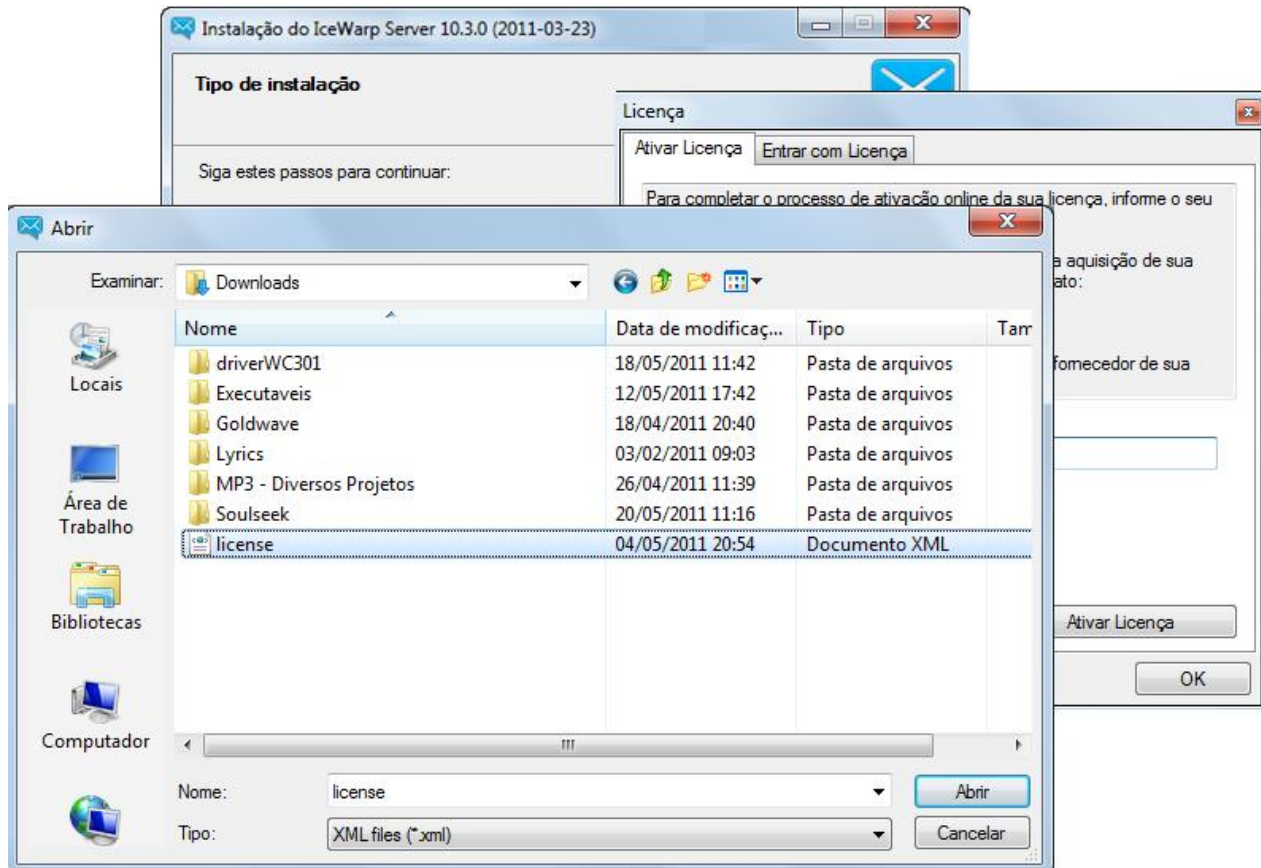 Instalação do IceWarp Server 10.3.0 (2011-03-23)
Tipo de instalação
Siga estes passos para continuar:
Licença
Ativar Licença
Entrar com Licença
Para completar o processo de ativação online da sua licença, informe o seu
a aquisição de sua
ato:
fornecedor de sua
Ativar Licença
OK
Abrir
Examinar:
Downloads
Nome Data de modificaç... Tipo Tam
driverWC301 18/05/2011 11:42 Pasta de arquivos
Executaveis 12/05/2011 17:42 Pasta de arquivos
Goldwave 18/04/2011 20:40 Pasta de arquivos
Lyrics 03/02/2011 09:03 Pasta de arquivos
MP3 - Diversos Projetos 26/04/2011 11:39 Pasta de arquivos
Soulseek 20/05/2011 11:16 Pasta de arquivos
license 04/05/2011 20:54 Documento XML
Locais
Área de
Trabalho
Bibliotecas
Computador
Nome: license Abrir
Tipo: XML files (*.xml) Cancelar